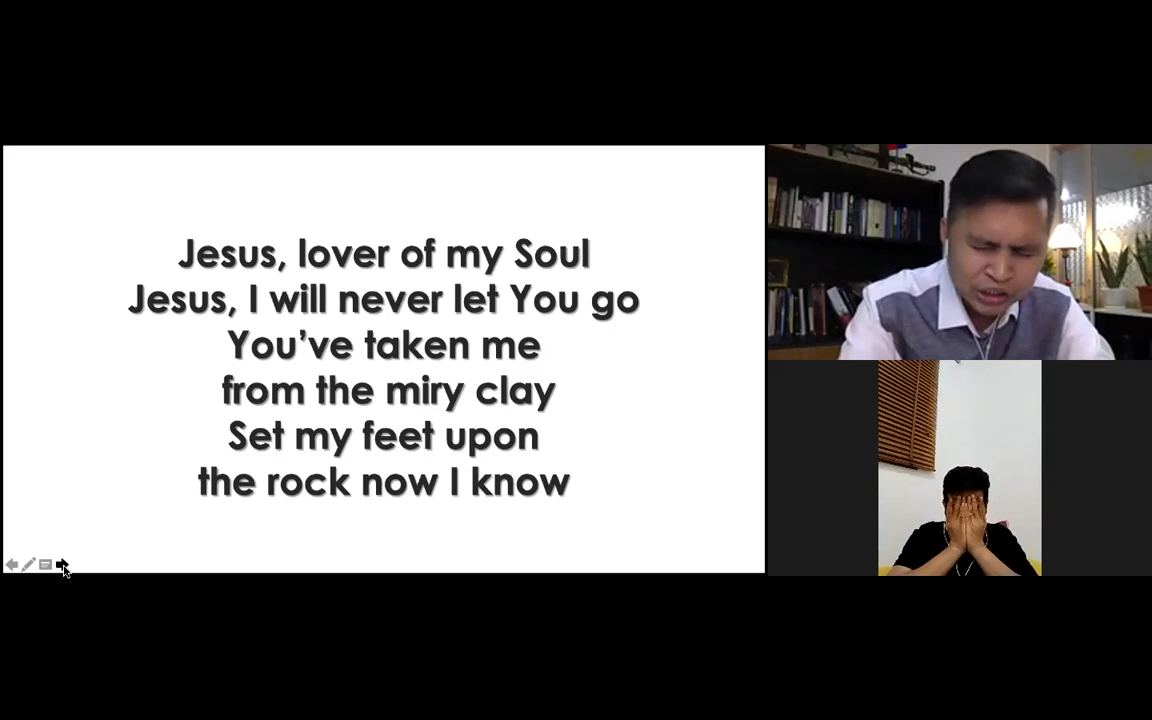 Jesus, lover of my Soul
Jesus, I will never let You go
You’ve taken me
from the miry clay
Set my feet upon
the rock now I know